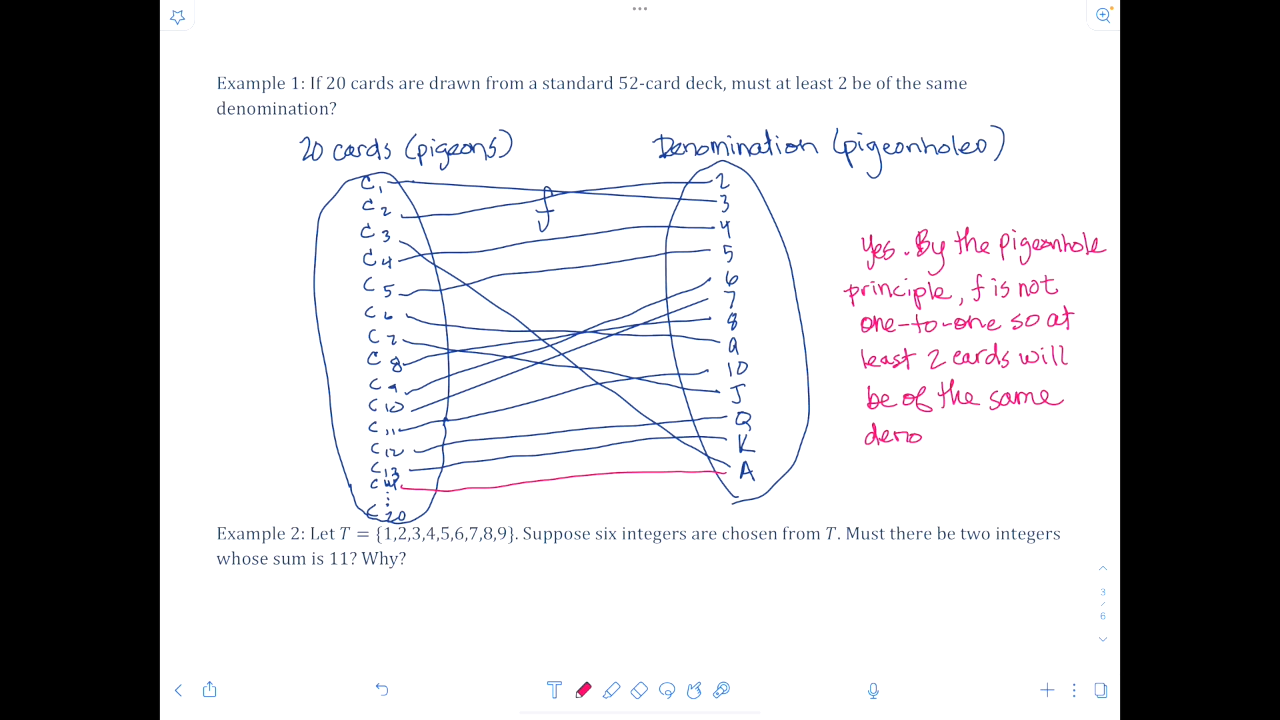 Example 1: If 20 cards are drawn from a standard 52-card deck, must at least 2 be of the same
denomination?
20 cards (pigeons)
Denomination (pigeonholes)
C1
C2
C3
C4
C5
C6
C7
C8
C9
C10
C11
C12
C13
C14
⋮
C20
f
2
3
4
5
6
7
8
9
10
J
Q
K
A
Yes. By the pigeonhole
principle, f is not
one-to-one so at
least 2 cards will
be of the same
deno
Example 2: Let T = {1,2,3,4,5,6,7,8,9}. Suppose six integers are chosen from T. Must there be two integers
whose sum is 11? Why?
3
/
6
T